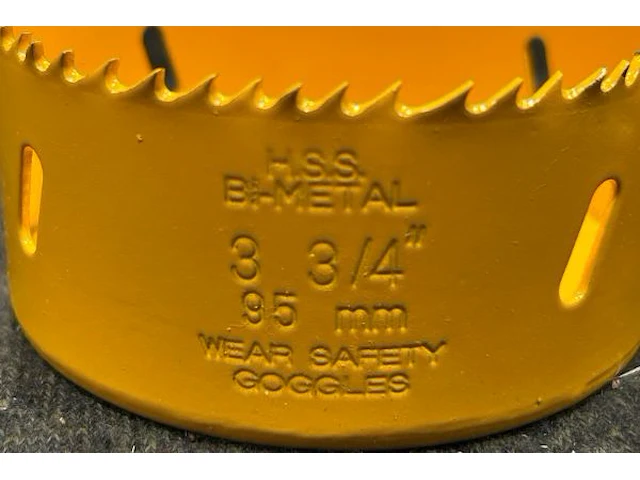 H.S.S.
Bi-METAL
3 3/4"
95 mm
WEAR SAFETY
GOGGLES